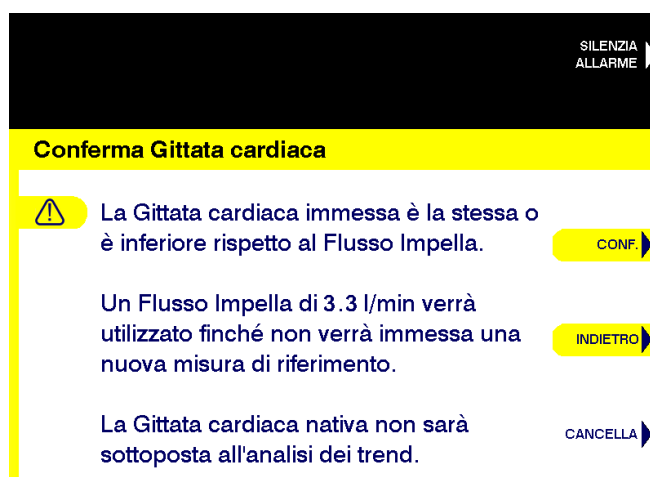 SILENZIA
ALLARME
Conferma Gittata cardiaca
La Gittata cardiaca immessa è la stessa o
è inferiore rispetto al Flusso Impella.
CONF.
Un Flusso Impella di 3.3 l/min verrà
utilizzato finché non verrà immessa una
nuova misura di riferimento.
INDIETRO
La Gittata cardiaca nativa non sarà
sottoposta all'analisi dei trend.
CANCELLA